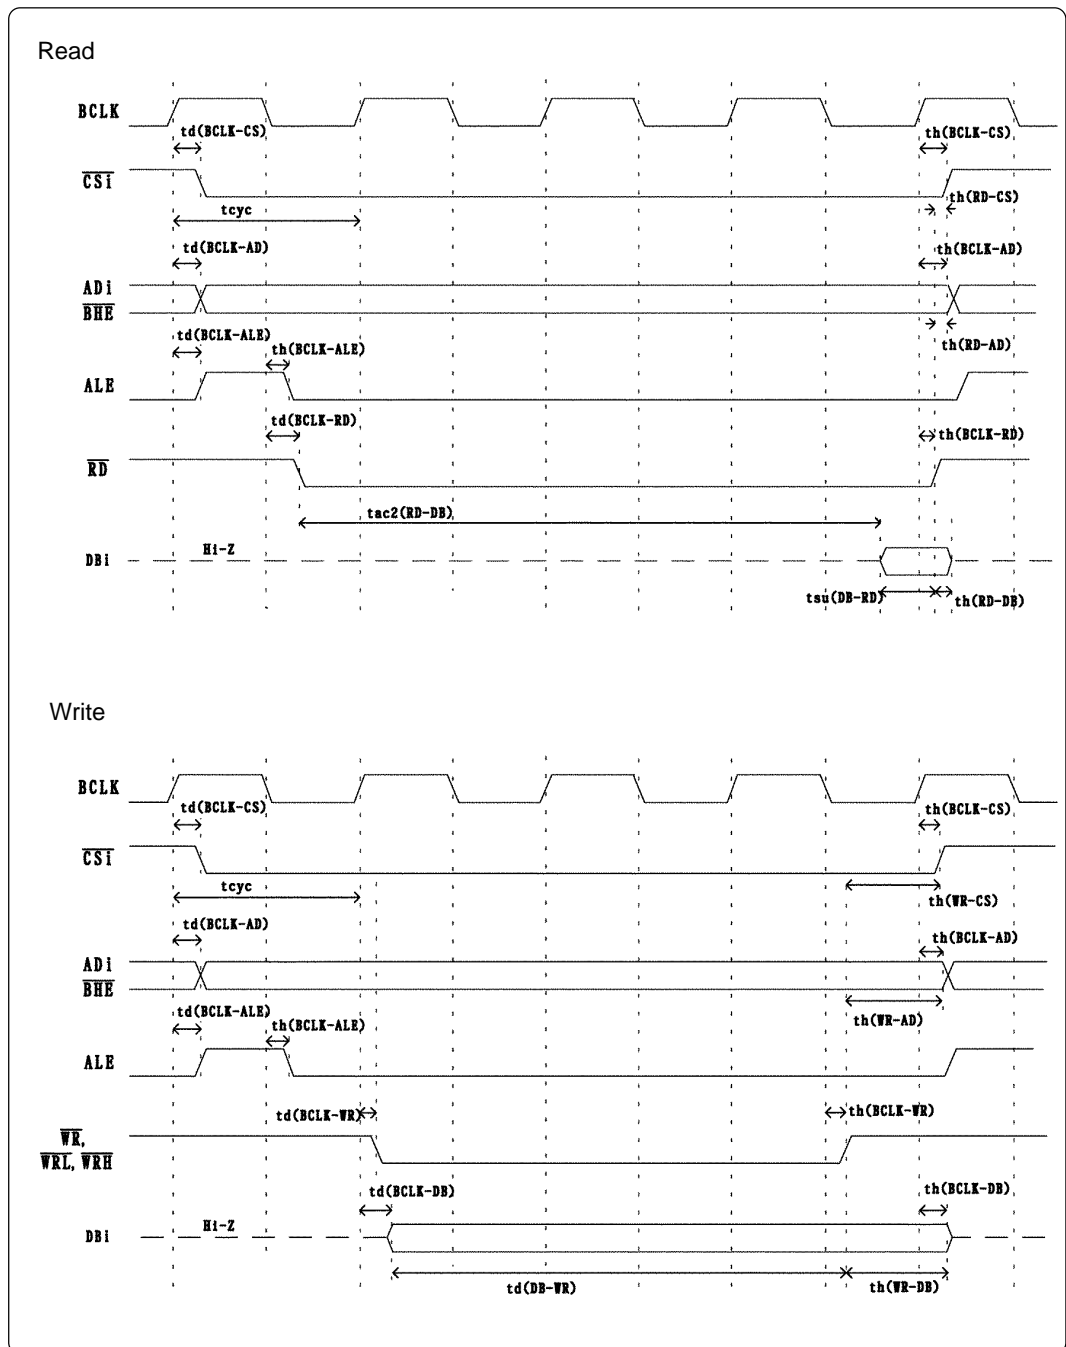 Read
BCLK
td(BCLK-CS)
th(BCLK-CS)
CSi
th(RD-CS)
tcyc
td(BCLK-AD)
th(BCLK-AD)
ADi
BHE
td(BCLK-ALE)
th(BCLK-ALE)
th(RD-AD)
ALE
td(BCLK-RD)
th(BCLK-RD)
RD
tac2(RD-DB)
Hi-Z
DBi
tsu(DB-RD)
th(RD-DB)
Write
BCLK
td(BCLK-CS)
th(BCLK-CS)
CSi
tcyc
th(WR-CS)
td(BCLK-AD)
th(BCLK-AD)
ADi
BHE
td(BCLK-ALE)
th(BCLK-ALE)
th(WR-AD)
ALE
td(BCLK-WR)
th(BCLK-WR)
WR,
WRL, WRH
td(BCLK-DB)
th(BCLK-DB)
Hi-Z
DBi
td(DB-WR)
th(WR-DB)